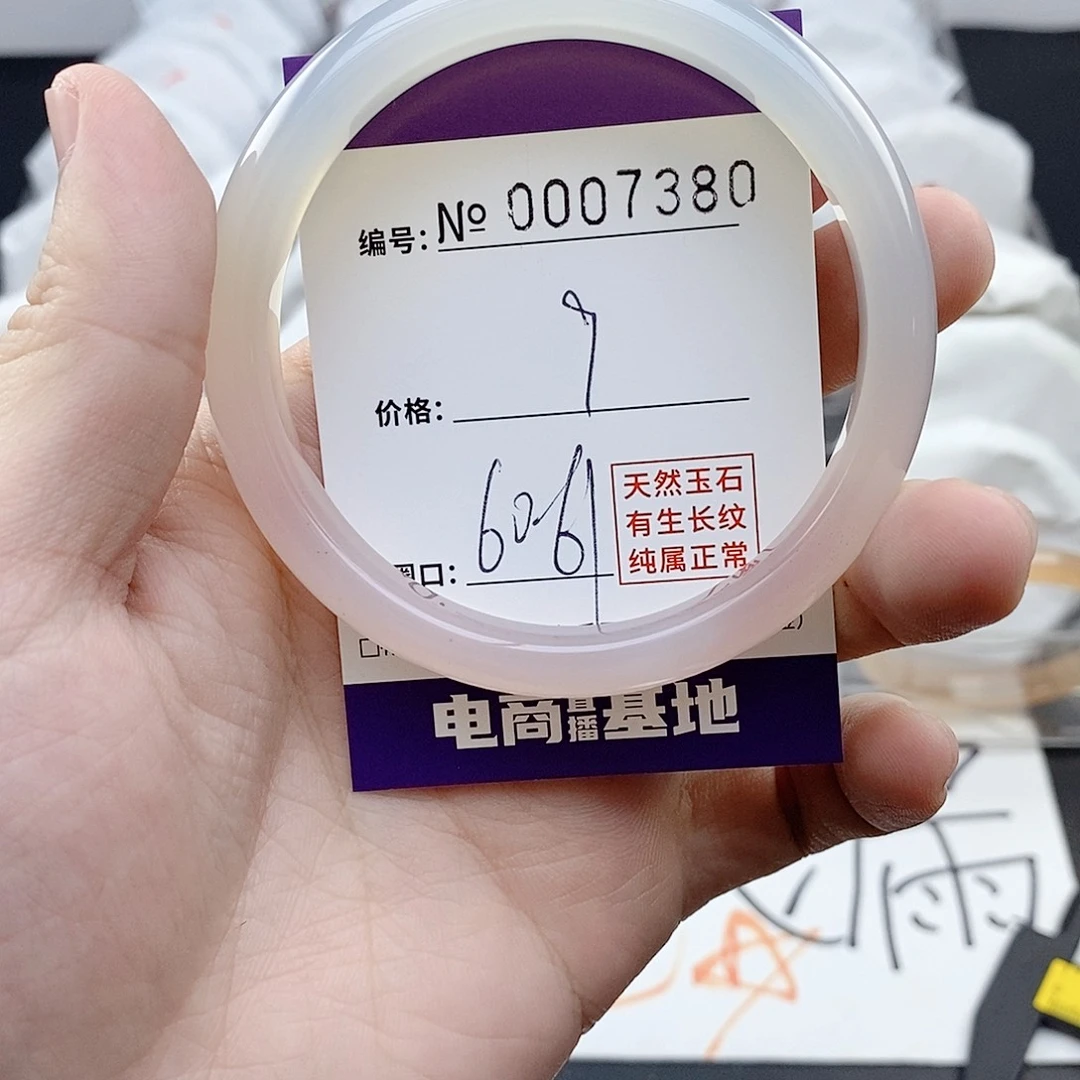 编号: № 0007380
价格:
圈口: 60-61
天然玉石
有生长纹
纯属正常
电商直播基地
雨